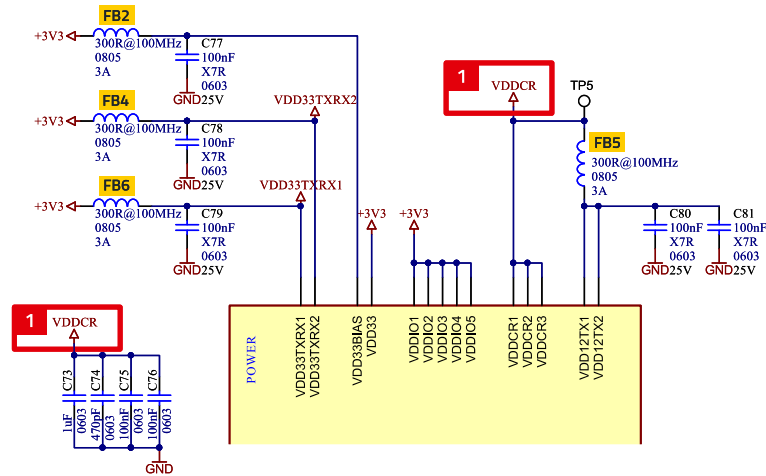 FB2
+3V3
300R@100MHz
0805
3A
C77
100nF
X7R
0603
GND 25V
FB4
+3V3
300R@100MHz
0805
3A
C78
100nF
X7R
0603
GND 25V
VDD33TXRX2
FB6
+3V3
300R@100MHz
0805
3A
C79
100nF
X7R
0603
GND 25V
VDD33TXRX1
+3V3
+3V3
1
VDDCR
TP5
FB5
300R@100MHz
0805
3A
C80
100nF
X7R
0603
GND 25V
C81
100nF
X7R
0603
GND 25V
1
VDDCR
C73
1uF
0603
C74
470pF
0603
C75
100nF
0603
C76
100nF
0603
GND
POWER
VDD33TXRX1
VDD33TXRX2
VDD33BIAS
VDD33
VDDIO1
VDDIO2
VDDIO3
VDDIO4
VDDIO5
VDDCR1
VDDCR2
VDDCR3
VDD12TX1
VDD12TX2